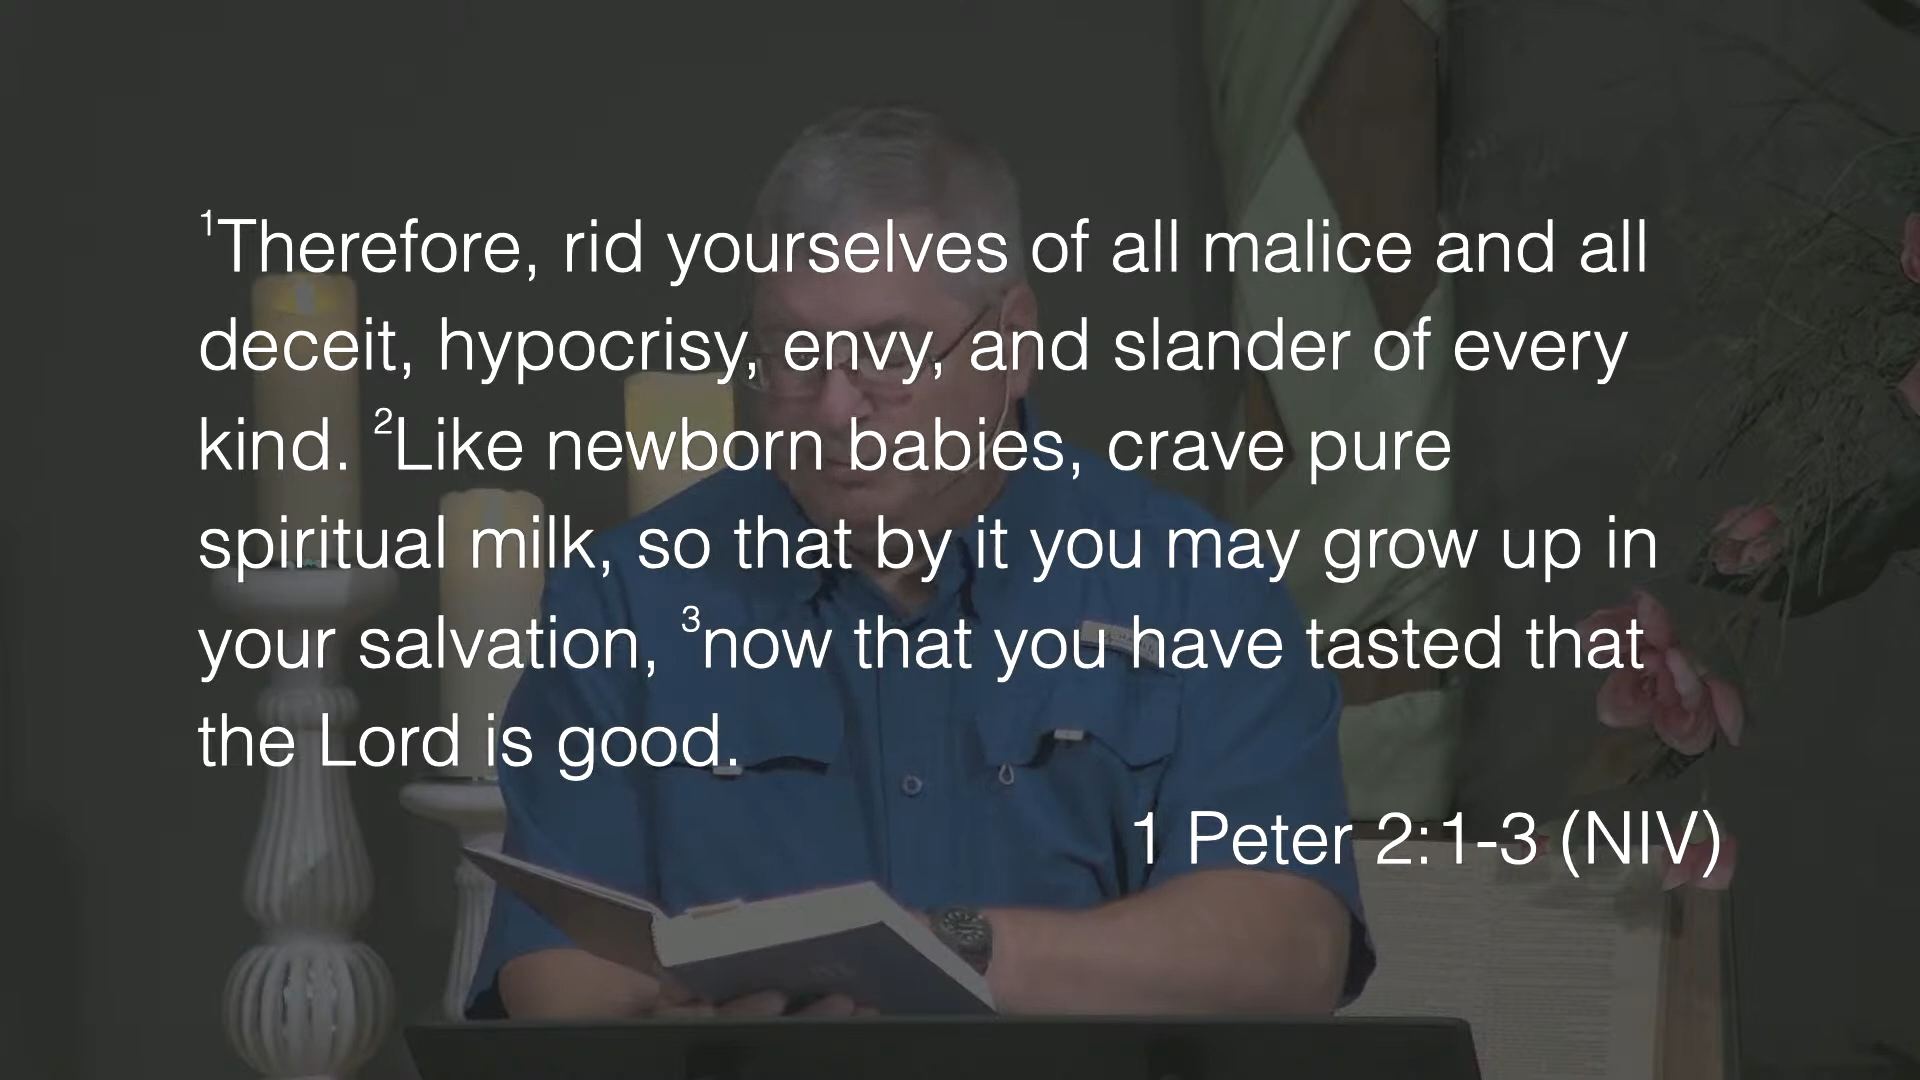 ¹Therefore, rid yourselves of all malice and all
deceit, hypocrisy, envy, and slander of every
kind. ²Like newborn babies, crave pure
spiritual milk, so that by it you may grow up in
your salvation, ³now that you have tasted that
the Lord is good.
1 Peter 2:1-3 (NIV)